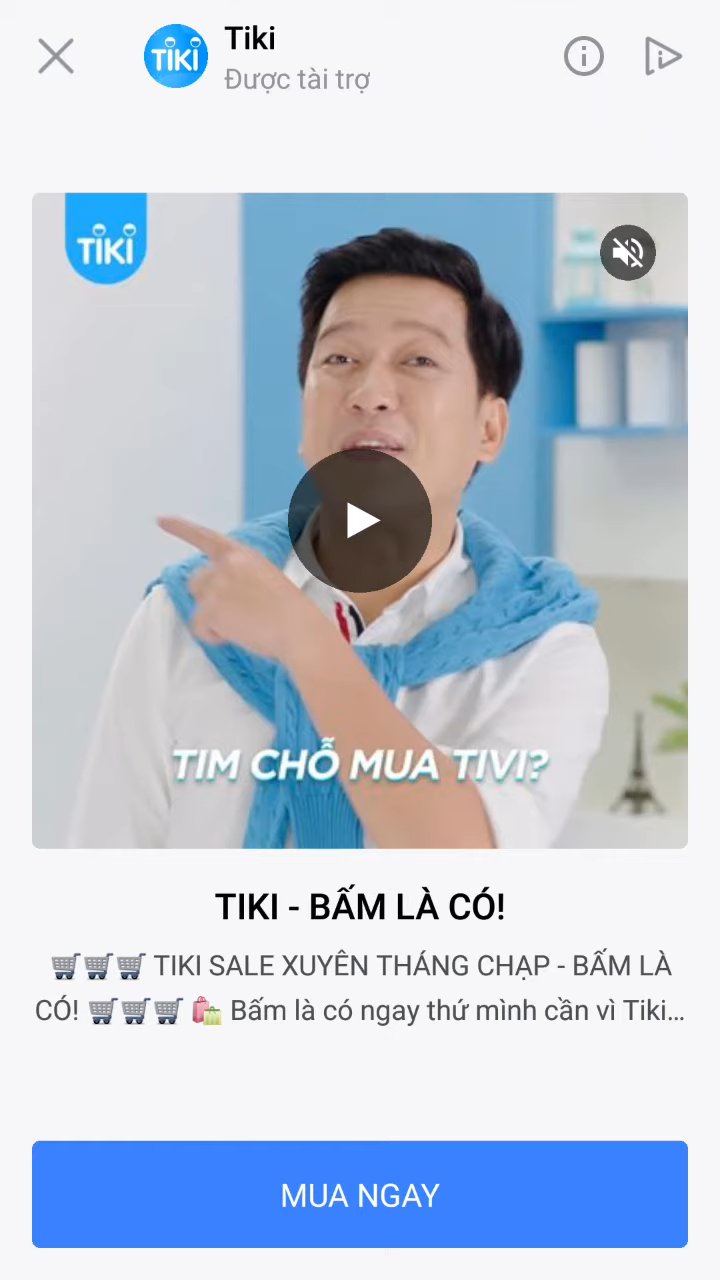 Tiki
TIKI
Được tài trợ
TIKI
TIM CHỖ MUA TIVI?
TIKI - BẤM LÀ CÓ!
🛒🛒🛒 TIKI SALE XUYÊN THÁNG CHẠP - BẤM LÀ
CÓ! 🛒🛒🛒 🛍️ Bấm là có ngay thứ mình cần vì Tiki...
MUA NGAY